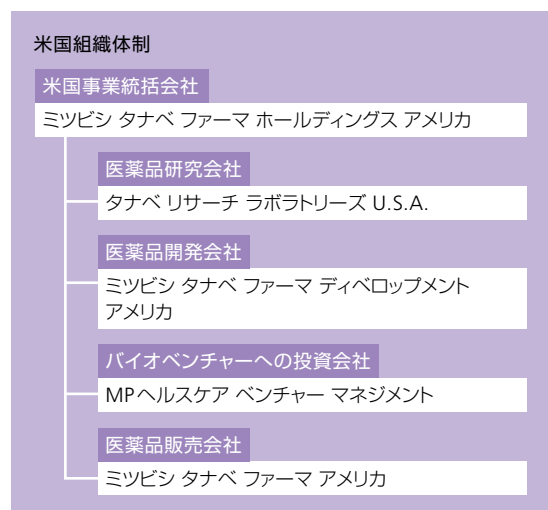 米国組織体制
米国事業統括会社
ミツビシ タナベ ファーマ ホールディングス アメリカ
医薬品研究会社
タナベ リサーチ ラボラトリーズ U.S.A.
医薬品開発会社
ミツビシ タナベ ファーマ ディベロップメント
アメリカ
バイオベンチャーへの投資会社
MPヘルスケア ベンチャー マネジメント
医薬品販売会社
ミツビシ タナベ ファーマ アメリカ